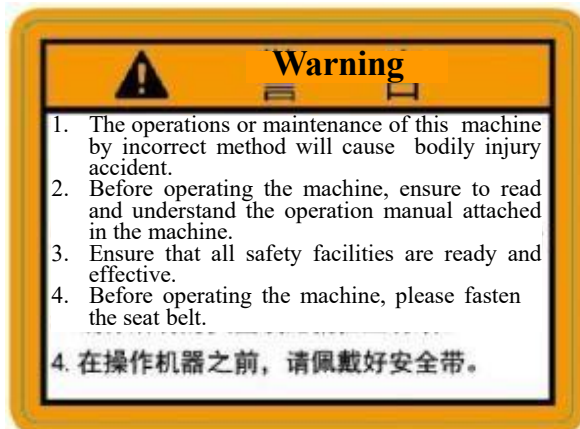 Warning
1. The operations or maintenance of this machine
by incorrect method will cause bodily injury
accident.
2. Before operating the machine, ensure to read
and understand the operation manual attached
in the machine.
3. Ensure that all safety facilities are ready and
effective.
4. Before operating the machine, please fasten
the seat belt.
4. 在操作机器之前，请佩戴好安全带。